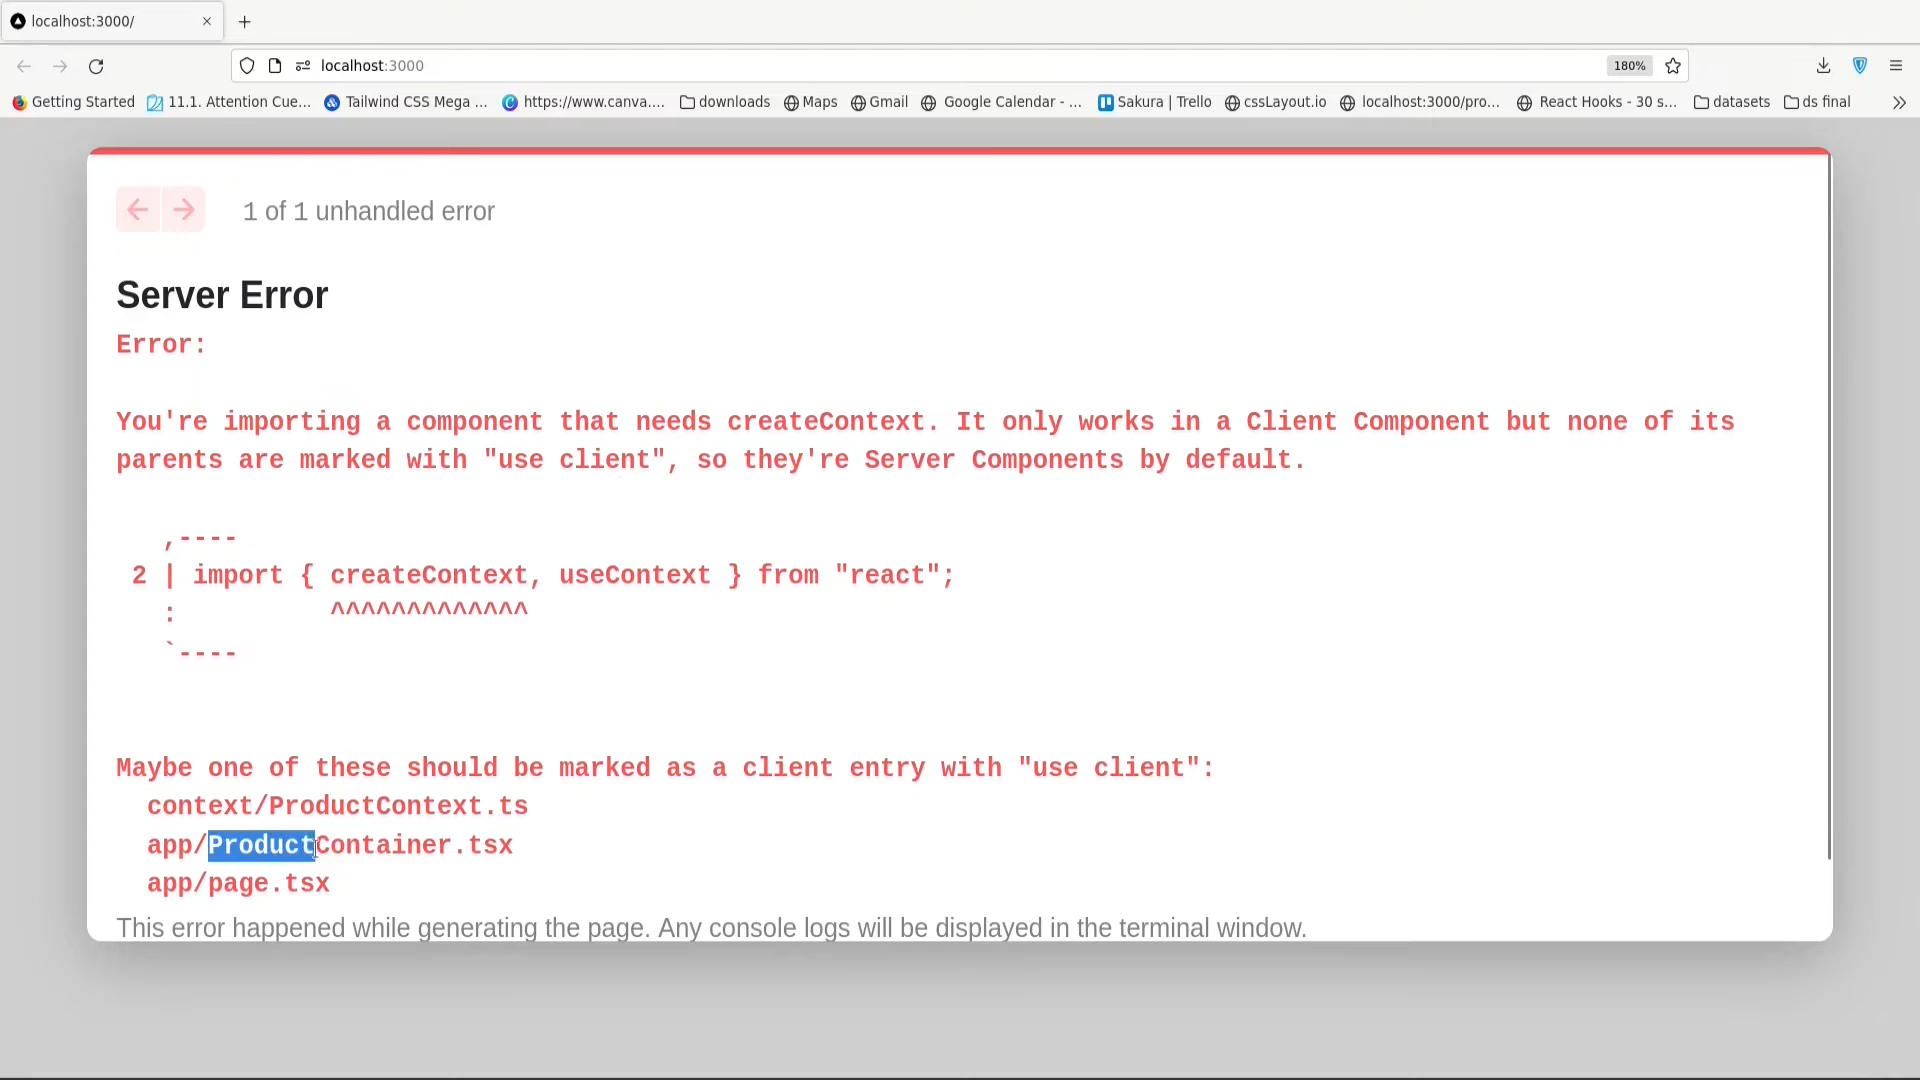 localhost:3000/
localhost:3000
180%
Getting Started
11.1. Attention Cue...
Tailwind CSS Mega ...
https://www.canva....
downloads
Maps
Gmail
Google Calendar - ...
Sakura | Trello
cssLayout.io
localhost:3000/pro...
React Hooks - 30 s...
datasets
ds final
1 of 1 unhandled error
Server Error
Error:
You're importing a component that needs createContext. It only works in a Client Component but none of its
parents are marked with "use client", so they're Server Components by default.
,----
2 | import { createContext, useContext } from "react";
: ^^^^^^^^^^^^^
`----
Maybe one of these should be marked as a client entry with "use client":
context/ProductContext.ts
app/ProductContainer.tsx
app/page.tsx
This error happened while generating the page. Any console logs will be displayed in the terminal window.